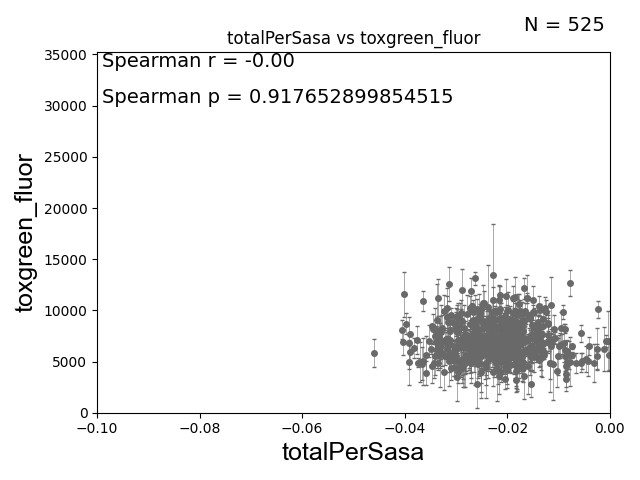 N = 525
totalPerSasa vs toxgreen_fluor
Spearman r = -0.00
Spearman p = 0.917652899854515
toxgreen_fluor
35000
30000
25000
20000
15000
10000
5000
0
−0.10 −0.08 −0.06 −0.04 −0.02 0.00
totalPerSasa